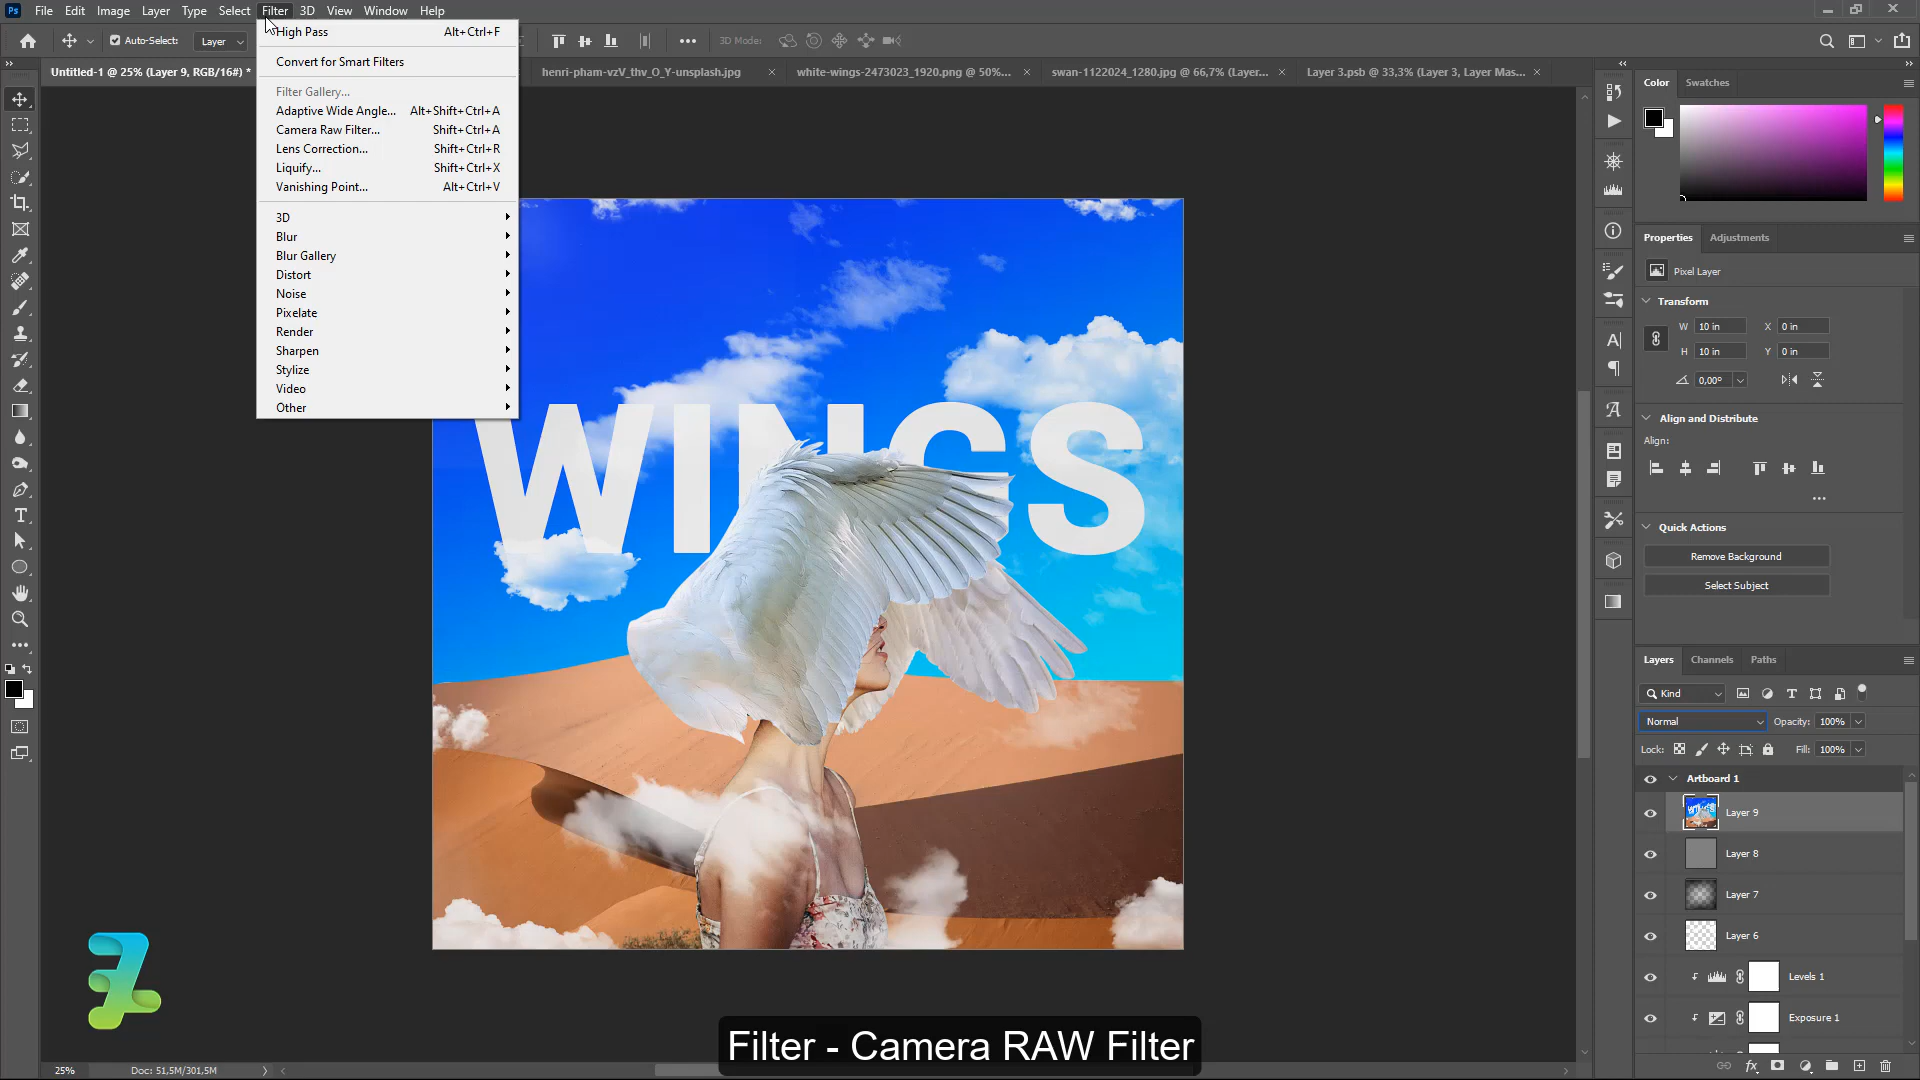 Ps File Edit Image Layer Type Select Filter 3D View Window Help
Auto-Select: Layer
3D Mode:
High Pass Alt+Ctrl+F
Convert for Smart Filters
Filter Gallery...
Adaptive Wide Angle... Alt+Shift+Ctrl+A
Camera Raw Filter... Shift+Ctrl+A
Lens Correction... Shift+Ctrl+R
Liquify... Shift+Ctrl+X
Vanishing Point... Alt+Ctrl+V
3D
Blur
Blur Gallery
Distort
Noise
Pixelate
Render
Sharpen
Stylize
Video
Other
Untitled-1 @ 25% (Layer 9, RGB/16#) *
henri-pham-vzV_thv_O_Y-unsplash.jpg
white-wings-2473023_1920.png @ 50%...
swan-1122024_1280.jpg @ 66,7% (Layer...
Layer 3.psb @ 33,3% (Layer 3, Layer Mas...
WINGS
Color Swatches
Properties Adjustments
Pixel Layer
Transform
W 10 in X 0 in
H 10 in Y 0 in
0,00°
Align and Distribute
Align:
Quick Actions
Remove Background
Select Subject
Layers Channels Paths
Kind
Normal Opacity: 100%
Lock: Fill: 100%
Artboard 1
Layer 9
Layer 8
Layer 7
Layer 6
Levels 1
Exposure 1
Filter - Camera RAW Filter
25% Doc: 51,5M/301,5M